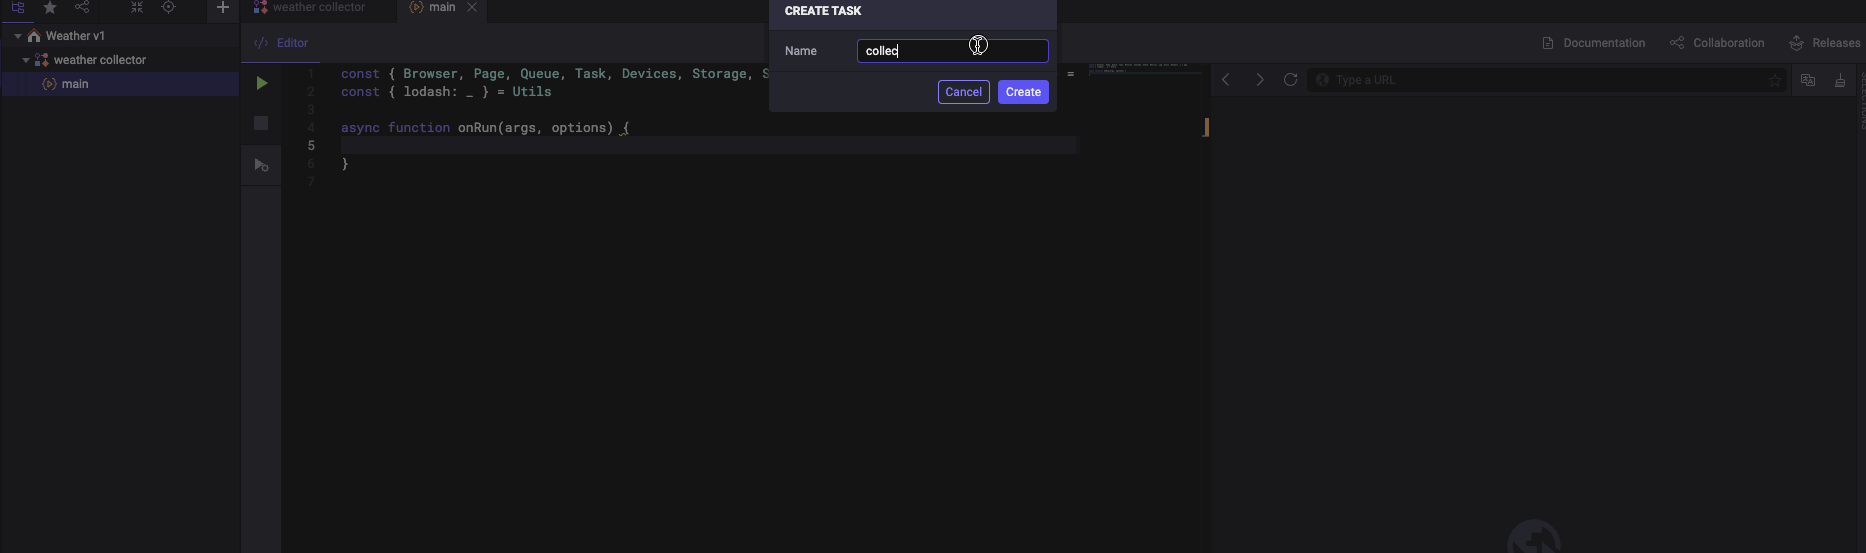 weather collector
main
CREATE TASK
Weather v1
weather collector
main
Editor
Name
collec
Cancel
Create
Documentation
Collaboration
Releases
Type a URL
1 const { Browser, Page, Queue, Task, Devices, Storage, S =
2 const { lodash: _ } = Utils
3
4 async function onRun(args, options) {
5
6 }
7